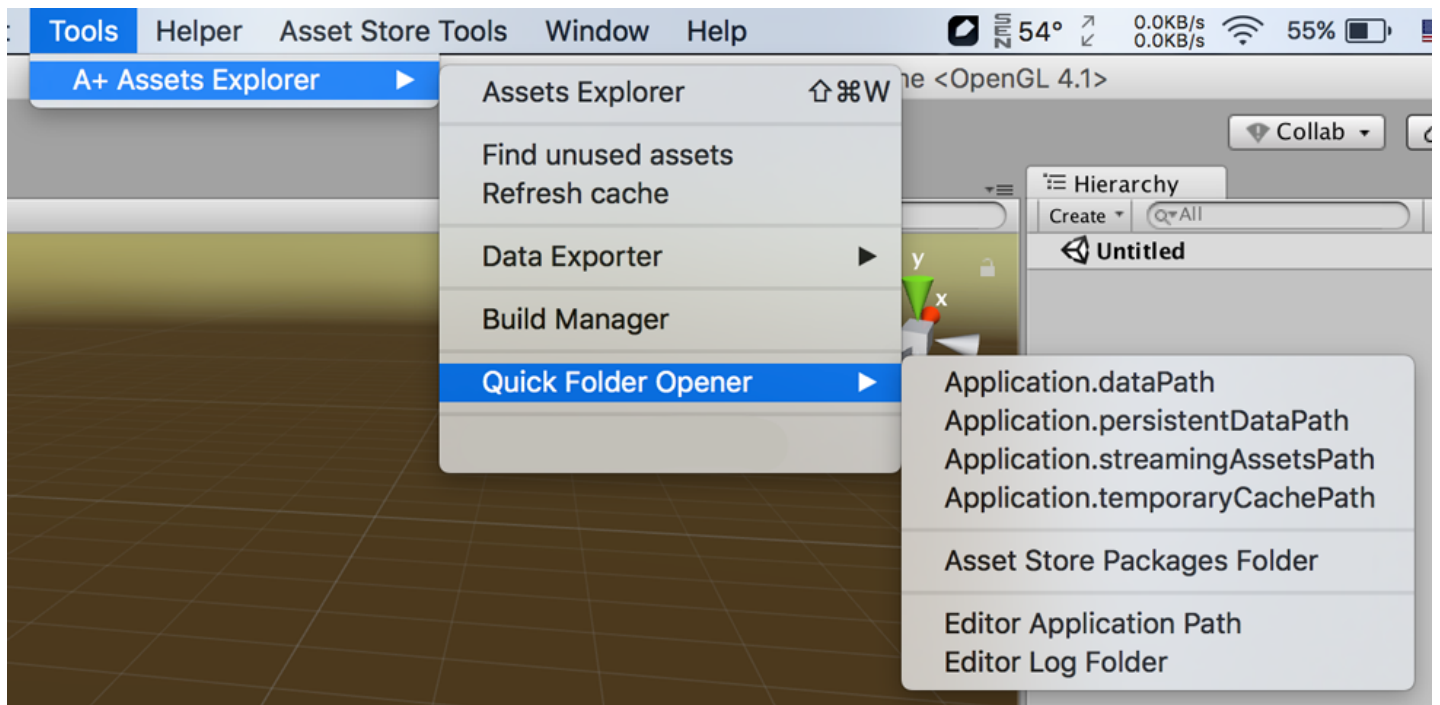 Tools Helper Asset Store Tools Window Help SEN 54° 0.0KB/s 55%
0.0KB/s
A+ Assets Explorer
<OpenGL 4.1>
Assets Explorer ⇧⌘W
Collab
Find unused assets
Refresh cache
Hierarchy
Create All
Untitled
Data Exporter
y
x
Build Manager
Quick Folder Opener
Application.dataPath
Application.persistentDataPath
Application.streamingAssetsPath
Application.temporaryCachePath
Asset Store Packages Folder
Editor Application Path
Editor Log Folder